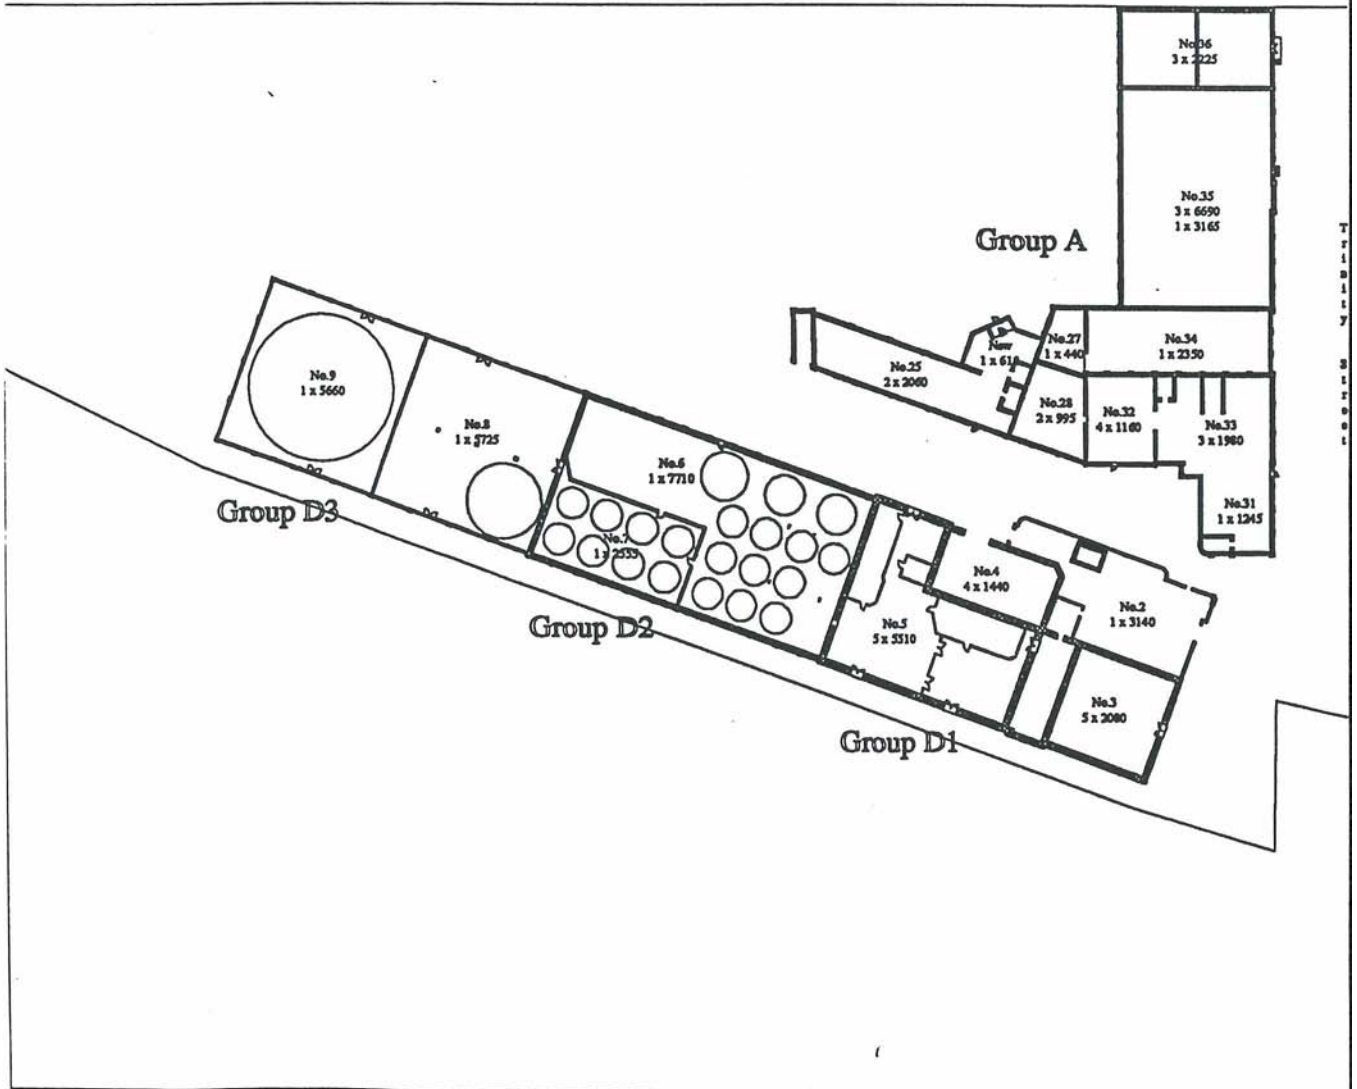 No.36
3 x 2225
No.35
3 x 6690
1 x 3165
Trinity Street
Group A
No.27
1 x 440
No.34
1 x 2350
New
1 x 610
No.25
2 x 2060
No.28
2 x 995
No.32
4 x 1160
No.33
3 x 1980
No.31
1 x 1245
No.9
1 x 5660
No.8
1 x 5725
No.6
1 x 7710
Group D3
No.7
No.4
4 x 1440
No.2
1 x 3140
No.5
5 x 5510
Group D2
No.3
5 x 2080
Group D1